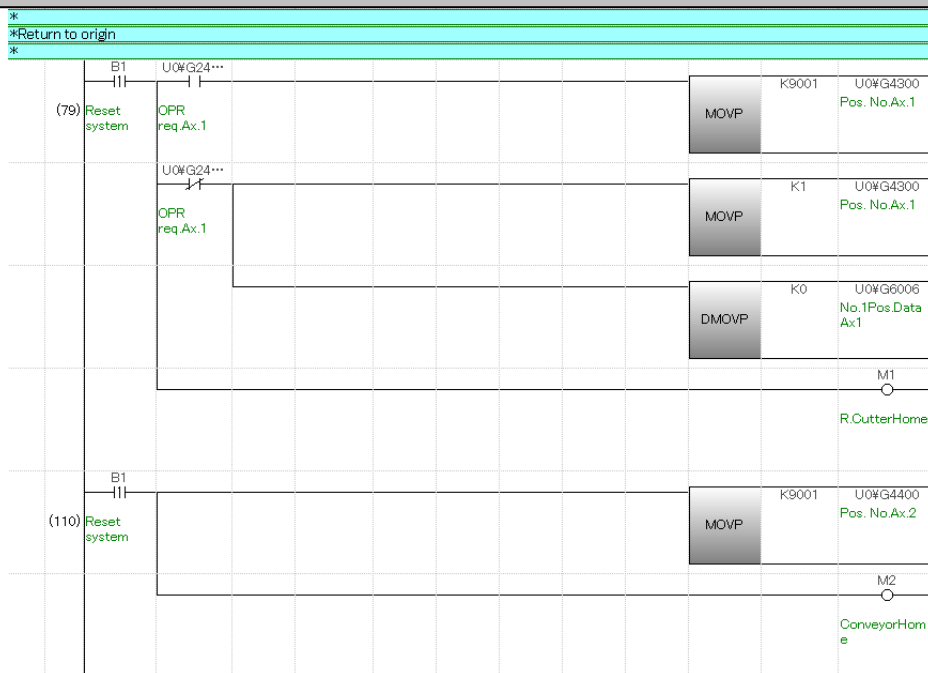 *
*Return to origin
*
B1 U0¥G24…
K9001 U0¥G4300
(79) Reset system
OPR req.Ax.1
MOVP
Pos. No.Ax.1
U0¥G24…
K1 U0¥G4300
OPR req.Ax.1
MOVP
Pos. No.Ax.1
K0 U0¥G6006
DMOVP
No.1Pos.Data Ax1
M1
R.CutterHome
B1
K9001 U0¥G4400
(110) Reset system
MOVP
Pos. No.Ax.2
M2
ConveyorHome